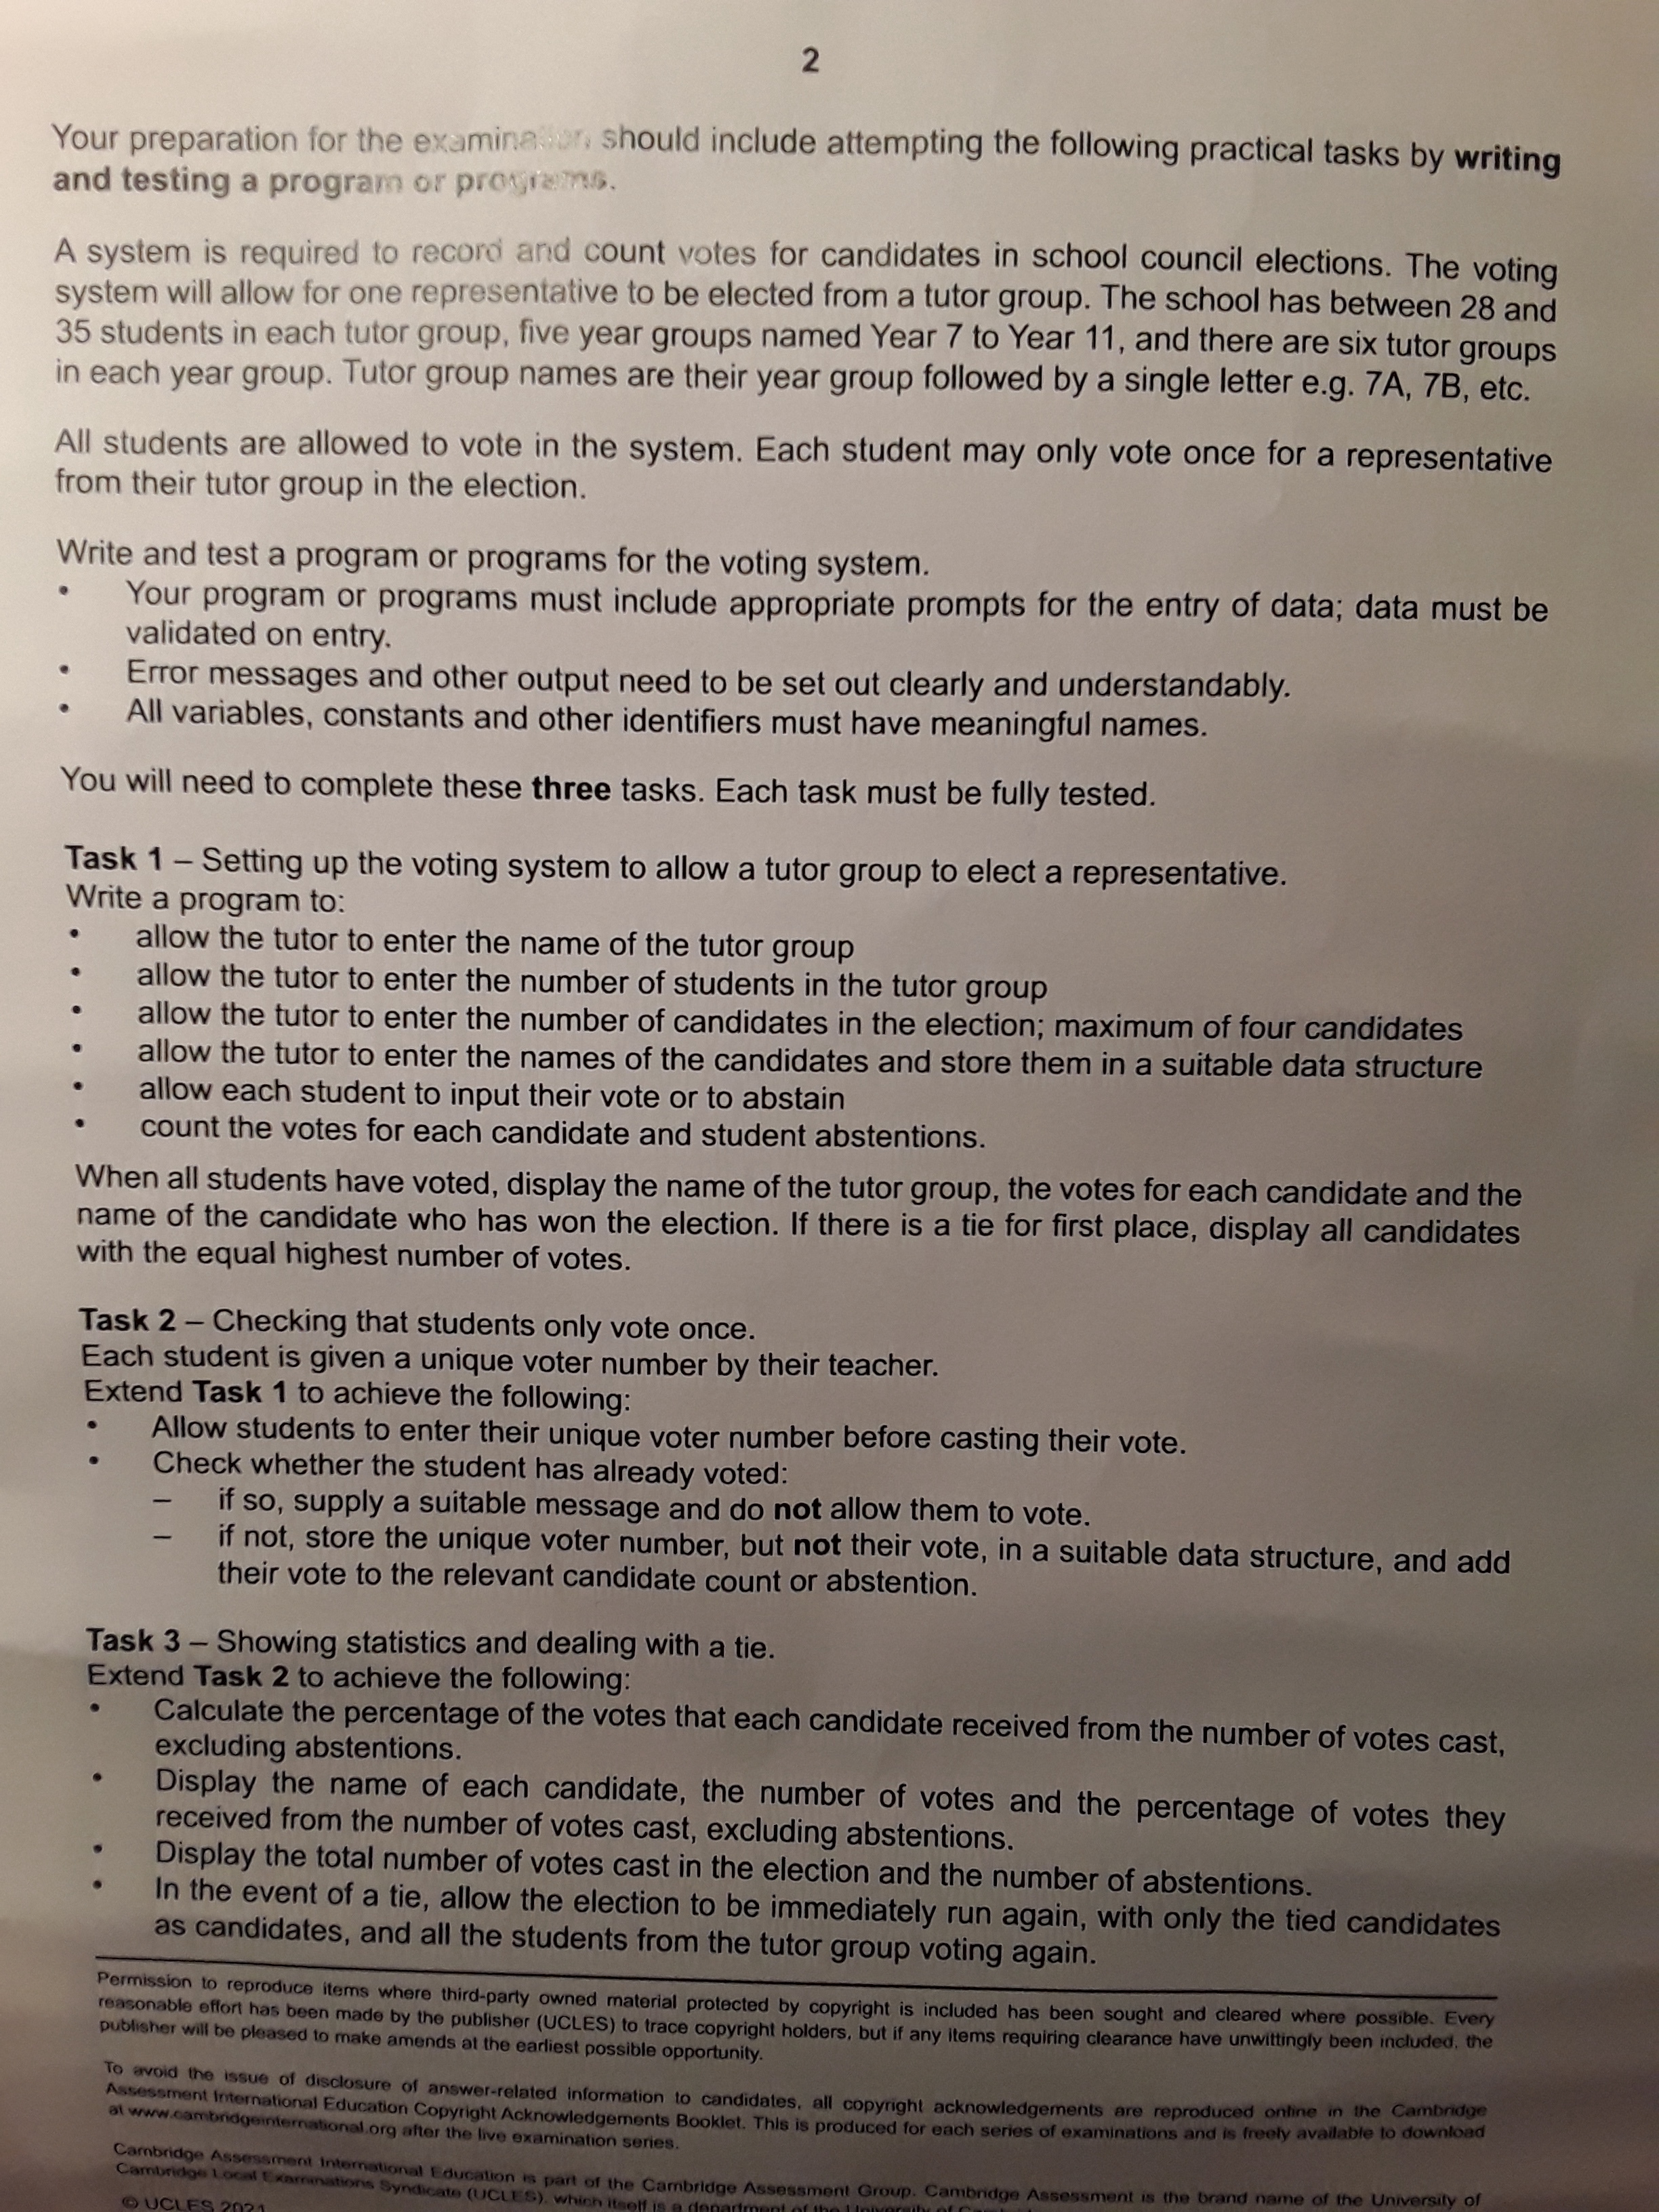 2
Your preparation for the examination should include attempting the following practical tasks by writing
and testing a program or programs.
A system is required to record and count votes for candidates in school council elections. The voting
system will allow for one representative to be elected from a tutor group. The school has between 28 and
35 students in each tutor group, five year groups named Year 7 to Year 11, and there are six tutor groups
in each year group. Tutor group names are their year group followed by a single letter e.g. 7A, 7B, etc.
All students are allowed to vote in the system. Each student may only vote once for a representative
from their tutor group in the election.
Write and test a program or programs for the voting system.
• Your program or programs must include appropriate prompts for the entry of data; data must be
validated on entry.
• Error messages and other output need to be set out clearly and understandably.
• All variables, constants and other identifiers must have meaningful names.
You will need to complete these three tasks. Each task must be fully tested.
Task 1 – Setting up the voting system to allow a tutor group to elect a representative.
Write a program to:
• allow the tutor to enter the name of the tutor group
• allow the tutor to enter the number of students in the tutor group
• allow the tutor to enter the number of candidates in the election; maximum of four candidates
• allow the tutor to enter the names of the candidates and store them in a suitable data structure
• allow each student to input their vote or to abstain
• count the votes for each candidate and student abstentions.
When all students have voted, display the name of the tutor group, the votes for each candidate and the
name of the candidate who has won the election. If there is a tie for first place, display all candidates
with the equal highest number of votes.
Task 2 – Checking that students only vote once.
Each student is given a unique voter number by their teacher.
Extend Task 1 to achieve the following:
• Allow students to enter their unique voter number before casting their vote.
• Check whether the student has already voted:
– if so, supply a suitable message and do not allow them to vote.
– if not, store the unique voter number, but not their vote, in a suitable data structure, and add
their vote to the relevant candidate count or abstention.
Task 3 – Showing statistics and dealing with a tie.
Extend Task 2 to achieve the following:
• Calculate the percentage of the votes that each candidate received from the number of votes cast,
excluding abstentions.
• Display the name of each candidate, the number of votes and the percentage of votes they
received from the number of votes cast, excluding abstentions.
• Display the total number of votes cast in the election and the number of abstentions.
• In the event of a tie, allow the election to be immediately run again, with only the tied candidates
as candidates, and all the students from the tutor group voting again.
Permission to reproduce items where third-party owned material protected by copyright is included has been sought and cleared where possible. Every
reasonable effort has been made by the publisher (UCLES) to trace copyright holders, but if any items requiring clearance have unwittingly been included, the
publisher will be pleased to make amends at the earliest possible opportunity.
To avoid the issue of disclosure of answer-related information to candidates, all copyright acknowledgements are reproduced online in the Cambridge
Assessment International Education Copyright Acknowledgements Booklet. This is produced for each series of examinations and is freely available to download
at www.cambridgeinternational.org after the live examination series.
Cambridge Assessment International Education is part of the Cambridge Assessment Group. Cambridge Assessment is the brand name of the University of
Cambridge Local Examinations Syndicate (UCLES), which itself is a department of the University of
© UCLES 2021